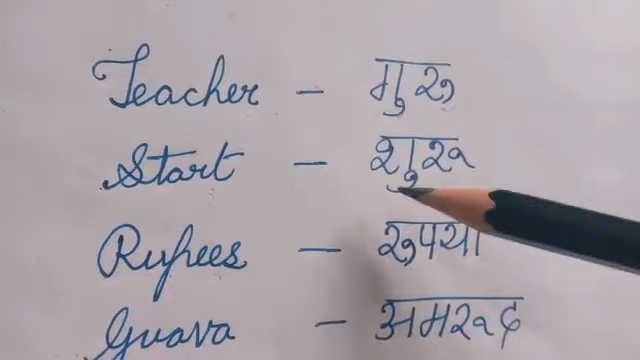 Teacher - गुरु
Start - शुरू
Rupees - रुपया
Guava - अमरूद